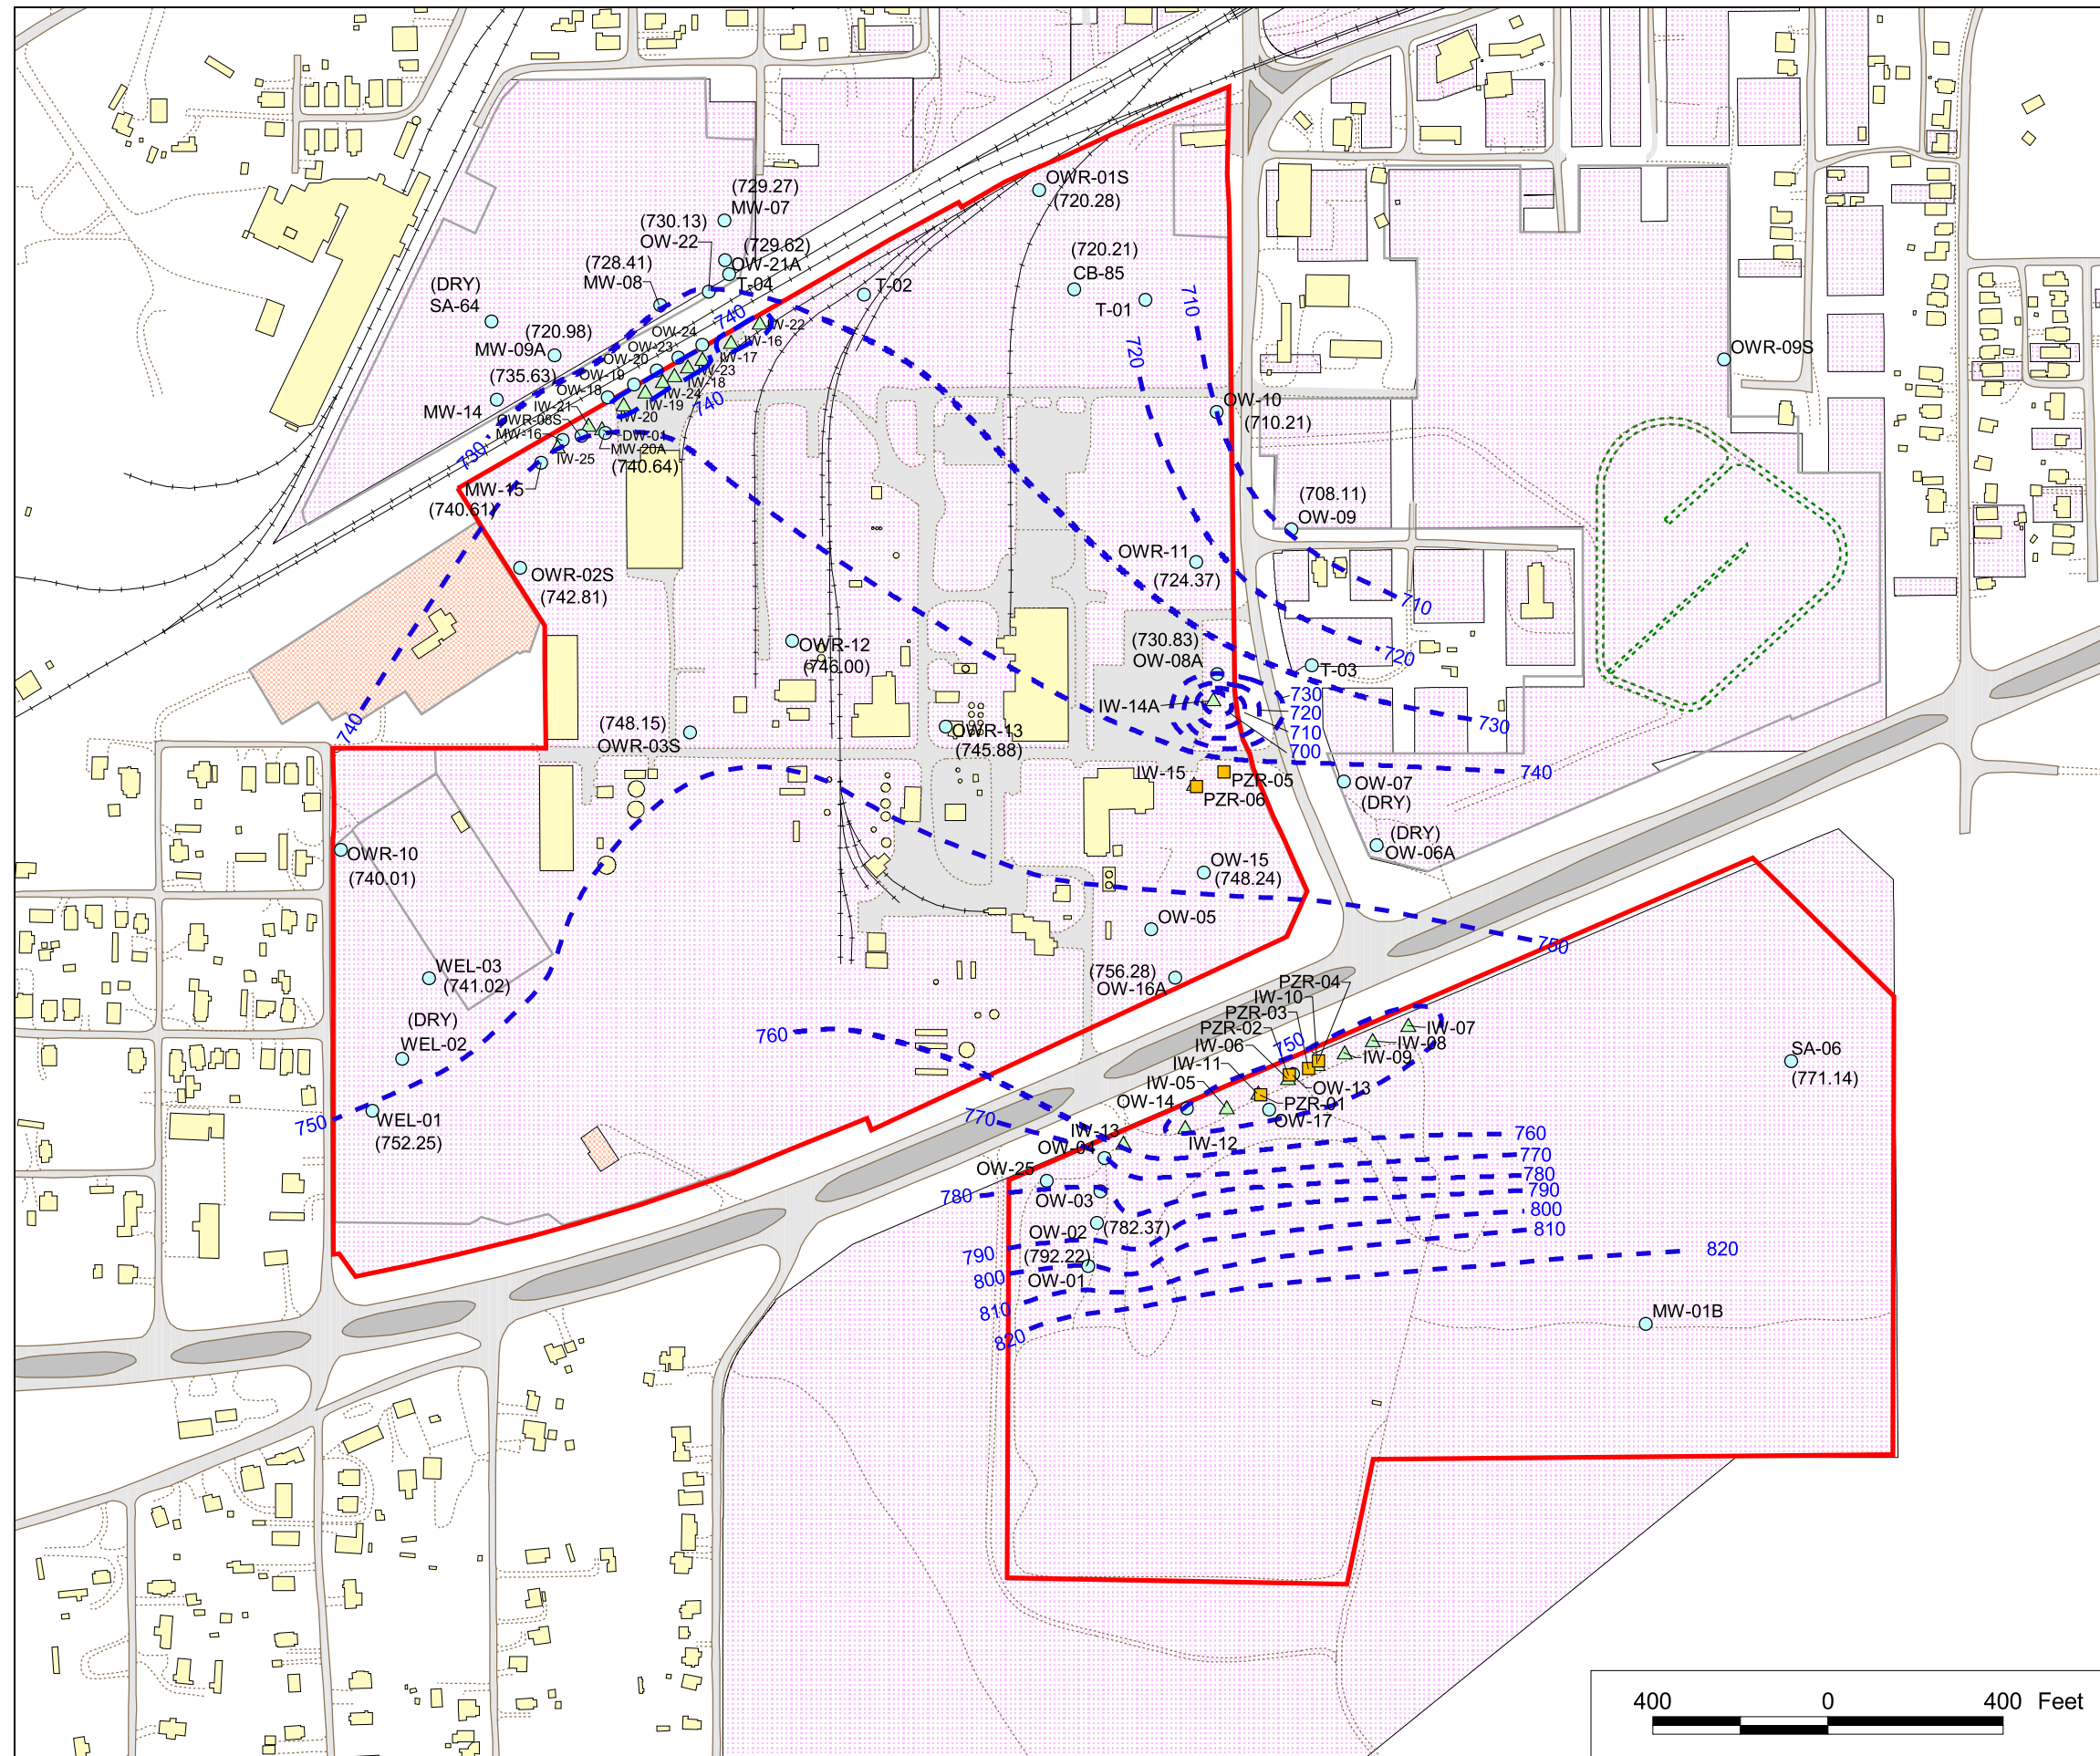 (729.27)
MW-07
(730.13)
OW-22
(729.62)
OW-21A
T-04
(728.41)
MW-08
(DRY)
SA-64
(720.98)
MW-09A
(735.63)
MW-14
OWR-01S
(720.28)
(720.21)
CB-85
T-01
T-02
710
720
740
IW-22
IW-16
OW-24
OW-23
OW-20
OW-19
OW-18
IW-17
IW-23
IW-18
IW-24
IW-19
IW-20
740
IW-21
OWR-08S
MW-16
DW-01
MW-20A
(740.64)
IW-25
730
MW-15
(740.61)
OWR-09S
OW-10
(710.21)
(708.11)
OW-09
OWR-11
(724.37)
710
720
OWR-02S
(742.81)
OWR-12
(746.00)
(730.83)
OW-08A
T-03
IW-14A
730
720
710
700
730
740
740
(748.15)
OWR-03S
OWR-13
(745.88)
IW-15
PZR-05
PZR-06
OW-07
(DRY)
(DRY)
OW-06A
OWR-10
(740.01)
OW-15
(748.24)
OW-05
750
WEL-03
(741.02)
(DRY)
WEL-02
750
WEL-01
(752.25)
(756.28)
OW-16A
760
770
PZR-04
IW-10
PZR-03
PZR-02
IW-06
750
IW-11
IW-05
OW-14
IW-07
IW-08
IW-09
OW-13
PZR-01
OW-17
IW-12
IW-13
OW-04
OW-25
OW-03
SA-06
(771.14)
760
770
780
790
800
810
820
780
OW-02
(782.37)
790
(792.22)
OW-01
800
810
820
MW-01B
400 0 400 Feet